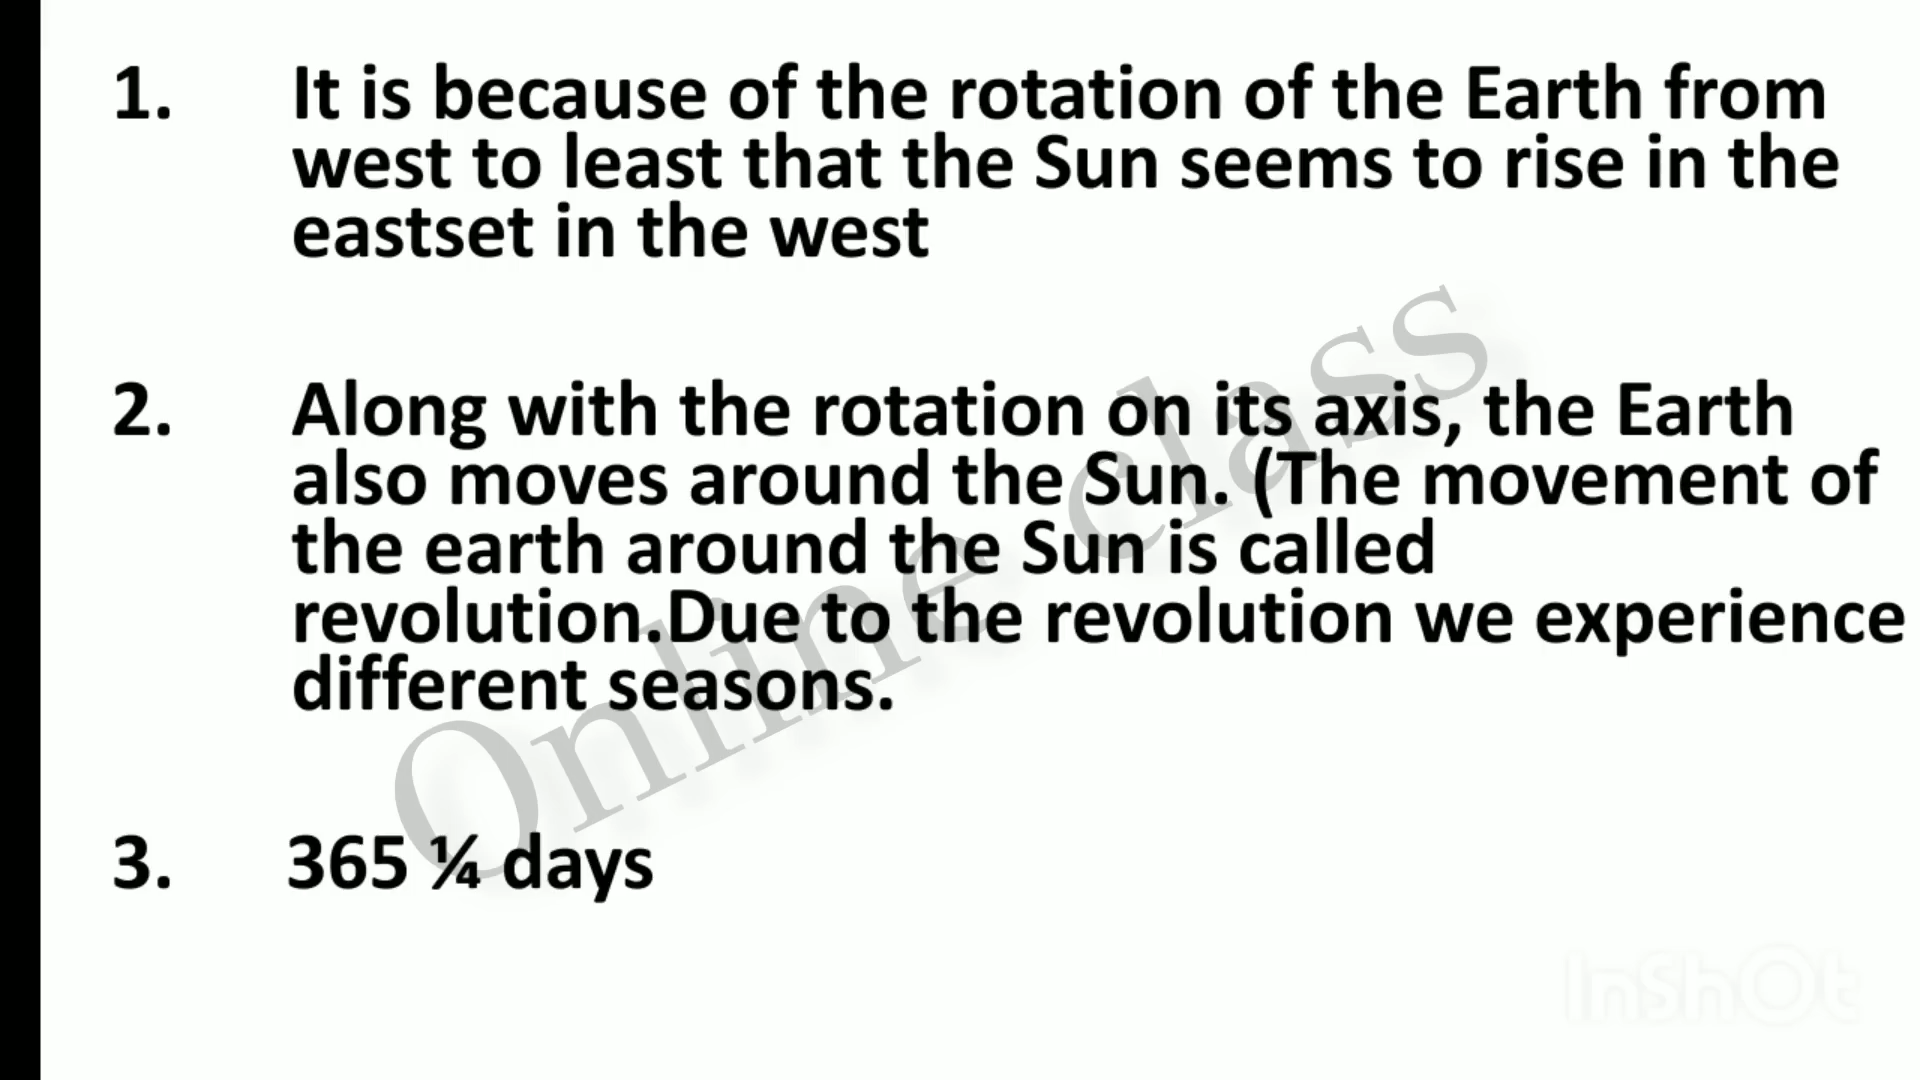 1. It is because of the rotation of the Earth from
west to least that the Sun seems to rise in the
eastset in the west
2. Along with the rotation on its axis, the Earth
also moves around the Sun. (The movement of
the earth around the Sun is called
revolution.Due to the revolution we experience
different seasons.
3. 365 ¼ days
Online class
InShOt